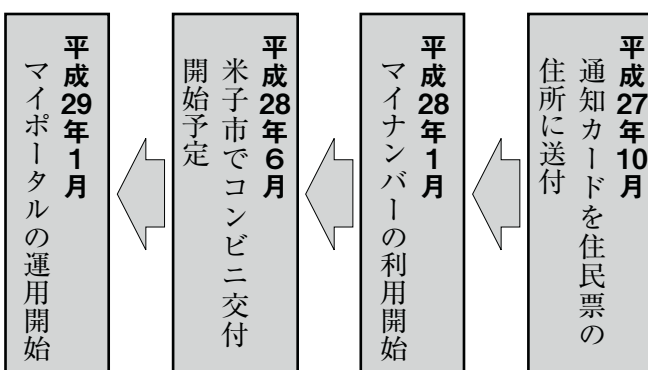 平成27年10月
通知カードを住民票の
住所に送付
平成28年1月
マイナンバーの利用開始
平成28年6月
米子市でコンビニ交付
開始予定
平成29年1月
マイポータルの運用開始